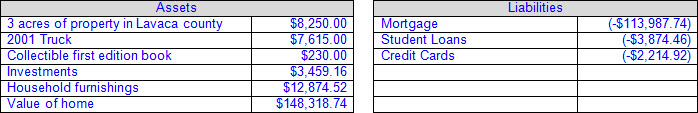 Assets Liabilities
3 acres of property in Lavaca county $8,250.00 Mortgage (-$113,987.74)
2001 Truck $7,615.00 Student Loans (-$3,874.46)
Collectible first edition book $230.00 Credit Cards (-$2,214.92)
Investments $3,459.16
Household furnishings $12,874.52
Value of home $148,318.74